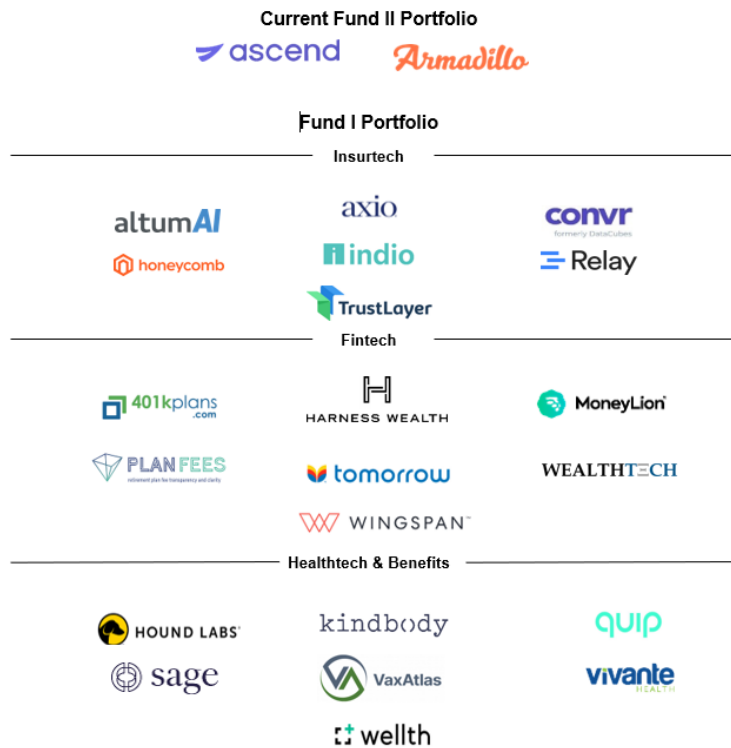 Current Fund II Portfolio
ascend Armadillo
Fund I Portfolio
Insurtech
altumAI axio convr
formerly DataCubes
honeycomb indio Relay
TrustLayer
Fintech
401kplans
.com
HARNESS WEALTH MoneyLion
PLAN FEES
retirement plan fee transparency and clarity
tomorrow WEALTHTECH
WINGSPAN
Healthtech & Benefits
HOUND LABS kindbody quip
sage VaxAtlas vivante
HEALTH
wellth